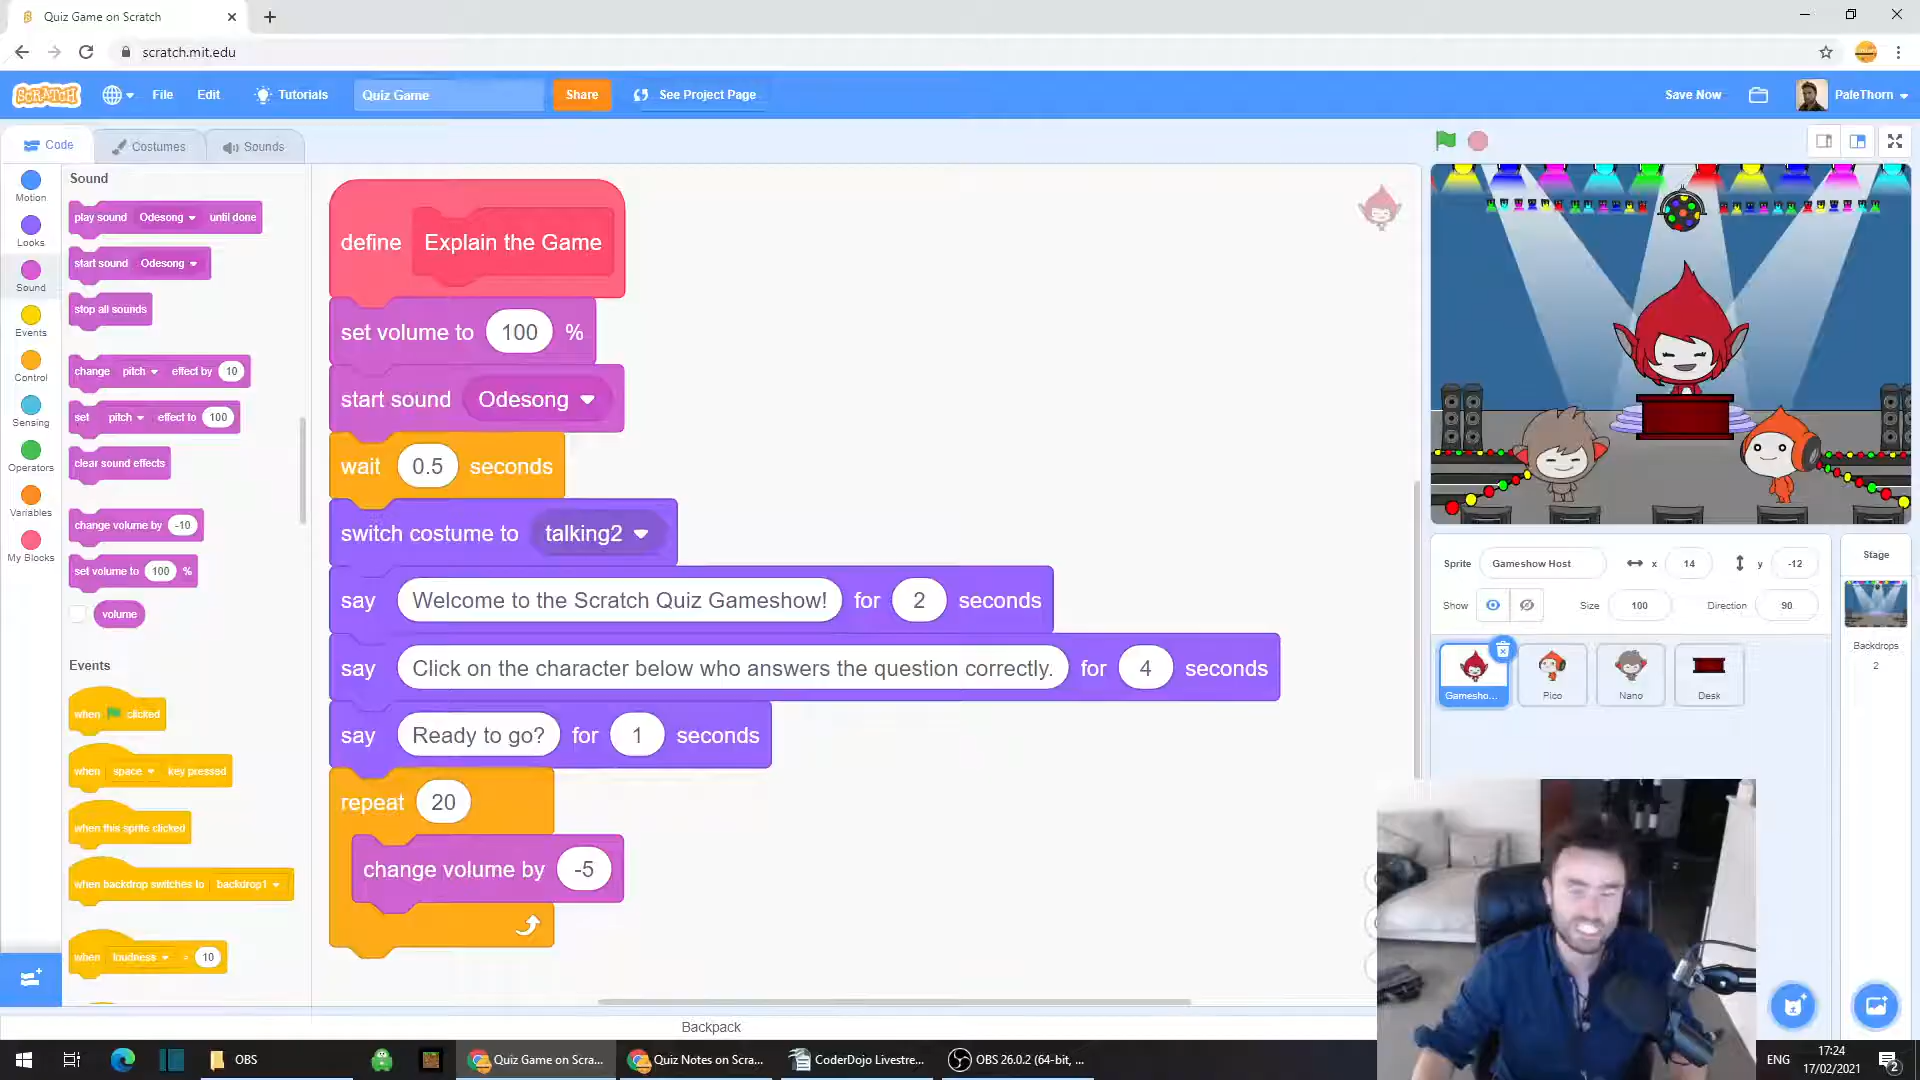 Quiz Game on Scratch
scratch.mit.edu
SCRATCH
File
Edit
Tutorials
Quiz Game
Share
See Project Page
Save Now
PaleThorn
Code
Costumes
Sounds
Motion
Looks
Sound
Events
Control
Sensing
Operators
Variables
My Blocks
Sound
play sound Odesong until done
start sound Odesong
stop all sounds
change pitch effect by 10
set pitch effect to 100
clear sound effects
change volume by -10
set volume to 100 %
volume
Events
when clicked
when space key pressed
when this sprite clicked
when backdrop switches to backdrop1
when loudness > 10
define Explain the Game
set volume to 100 %
start sound Odesong
wait 0.5 seconds
switch costume to talking2
say Welcome to the Scratch Quiz Gameshow! for 2 seconds
say Click on the character below who answers the question correctly. for 4 seconds
say Ready to go? for 1 seconds
repeat 20
change volume by -5
Sprite Gameshow Host x 14 y -12
Show Size 100 Direction 90
Gamesho...
Pico
Nano
Desk
Stage
Backdrops
2
Backpack
OBS
Quiz Game on Scra...
Quiz Notes on Scra...
CoderDojo Livestre...
OBS 26.0.2 (64-bit, ...
ENG
17:24
17/02/2021
2